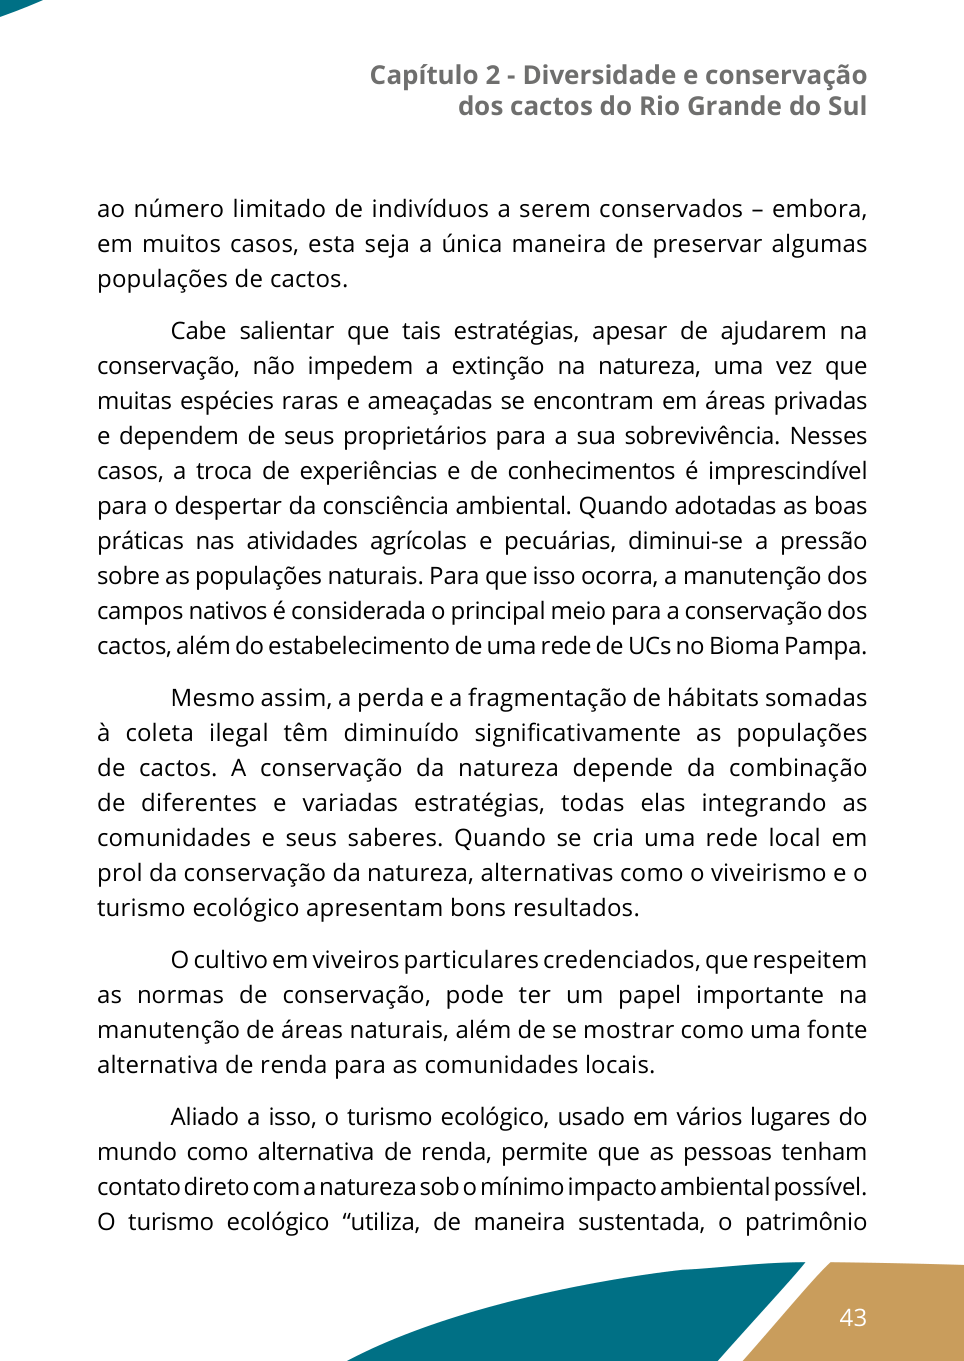 Capítulo 2 - Diversidade e conservação
dos cactos do Rio Grande do Sul
ao número limitado de indivíduos a serem conservados – embora,
em muitos casos, esta seja a única maneira de preservar algumas
populações de cactos.
Cabe salientar que tais estratégias, apesar de ajudarem na
conservação, não impedem a extinção na natureza, uma vez que
muitas espécies raras e ameaçadas se encontram em áreas privadas
e dependem de seus proprietários para a sua sobrevivência. Nesses
casos, a troca de experiências e de conhecimentos é imprescindível
para o despertar da consciência ambiental. Quando adotadas as boas
práticas nas atividades agrícolas e pecuárias, diminui-se a pressão
sobre as populações naturais. Para que isso ocorra, a manutenção dos
campos nativos é considerada o principal meio para a conservação dos
cactos, além do estabelecimento de uma rede de UCs no Bioma Pampa.
Mesmo assim, a perda e a fragmentação de hábitats somadas
à coleta ilegal têm diminuído significativamente as populações
de cactos. A conservação da natureza depende da combinação
de diferentes e variadas estratégias, todas elas integrando as
comunidades e seus saberes. Quando se cria uma rede local em
prol da conservação da natureza, alternativas como o viveirismo e o
turismo ecológico apresentam bons resultados.
O cultivo em viveiros particulares credenciados, que respeitem
as normas de conservação, pode ter um papel importante na
manutenção de áreas naturais, além de se mostrar como uma fonte
alternativa de renda para as comunidades locais.
Aliado a isso, o turismo ecológico, usado em vários lugares do
mundo como alternativa de renda, permite que as pessoas tenham
contato direto com a natureza sob o mínimo impacto ambiental possível.
O turismo ecológico “utiliza, de maneira sustentada, o patrimônio
43